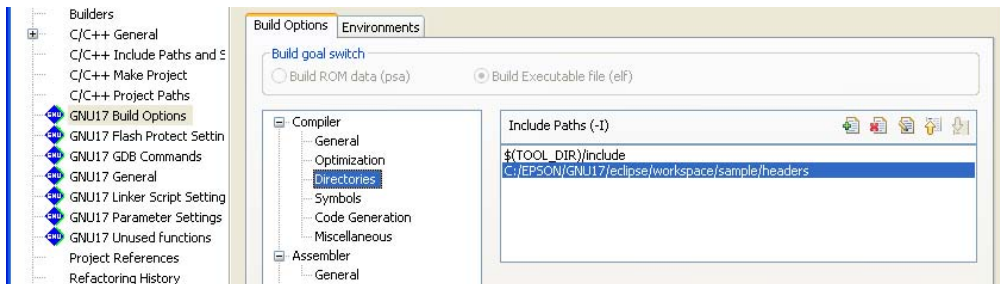 Builders
C/C++ General
C/C++ Include Paths and S
C/C++ Make Project
C/C++ Project Paths
GNU17 Build Options
GNU17 Flash Protect Settin
GNU17 GDB Commands
GNU17 General
GNU17 Linker Script Setting
GNU17 Parameter Settings
GNU17 Unused functions
Project References
Refactoring History
Build Options
Environments
Build goal switch
Build ROM data (psa)
Build Executable file (elf)
Compiler
General
Optimization
Directories
Symbols
Code Generation
Miscellaneous
Assembler
General
Include Paths (-I)
$(TOOL_DIR)/include
C:/EPSON/GNU17/eclipse/workspace/sample/headers